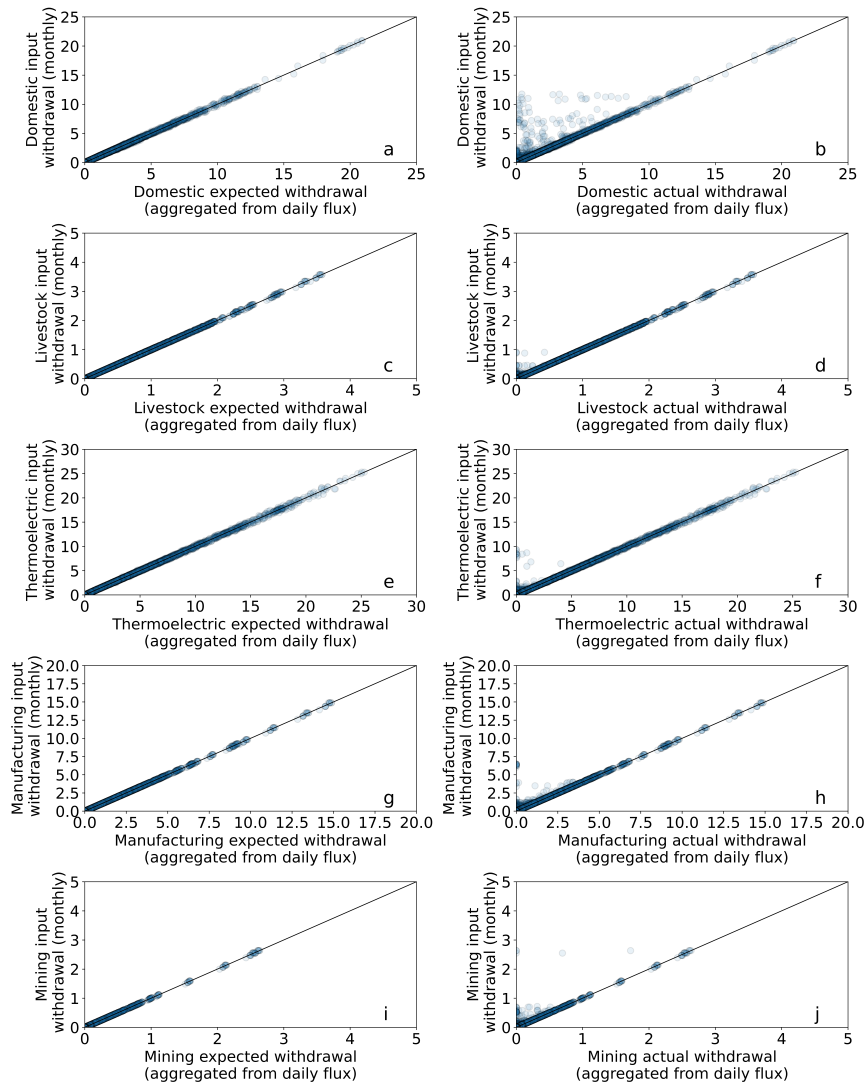 25
20
15
10
5
0
Domestic input
withdrawal (monthly)
a
0 5 10 15 20 25
Domestic expected withdrawal
(aggregated from daily flux)
25
20
15
10
5
0
Domestic input
withdrawal (monthly)
b
0 5 10 15 20 25
Domestic actual withdrawal
(aggregated from daily flux)
5
4
3
2
1
0
Livestock input
withdrawal (monthly)
c
0 1 2 3 4 5
Livestock expected withdrawal
(aggregated from daily flux)
5
4
3
2
1
0
Livestock input
withdrawal (monthly)
d
0 1 2 3 4 5
Livestock actual withdrawal
(aggregated from daily flux)
30
25
20
15
10
5
0
Thermoelectric input
withdrawal (monthly)
e
0 5 10 15 20 25 30
Thermoelectric expected withdrawal
(aggregated from daily flux)
30
25
20
15
10
5
0
Thermoelectric input
withdrawal (monthly)
f
0 5 10 15 20 25 30
Thermoelectric actual withdrawal
(aggregated from daily flux)
20.0
17.5
15.0
12.5
10.0
7.5
5.0
2.5
0.0
Manufacturing input
withdrawal (monthly)
g
0.0 2.5 5.0 7.5 10.0 12.5 15.0 17.5 20.0
Manufacturing expected withdrawal
(aggregated from daily flux)
20.0
17.5
15.0
12.5
10.0
7.5
5.0
2.5
0.0
Manufacturing input
withdrawal (monthly)
h
0.0 2.5 5.0 7.5 10.0 12.5 15.0 17.5 20.0
Manufacturing actual withdrawal
(aggregated from daily flux)
5
4
3
2
1
0
Mining input
withdrawal (monthly)
i
0 1 2 3 4 5
Mining expected withdrawal
(aggregated from daily flux)
5
4
3
2
1
0
Mining input
withdrawal (monthly)
j
0 1 2 3 4 5
Mining actual withdrawal
(aggregated from daily flux)